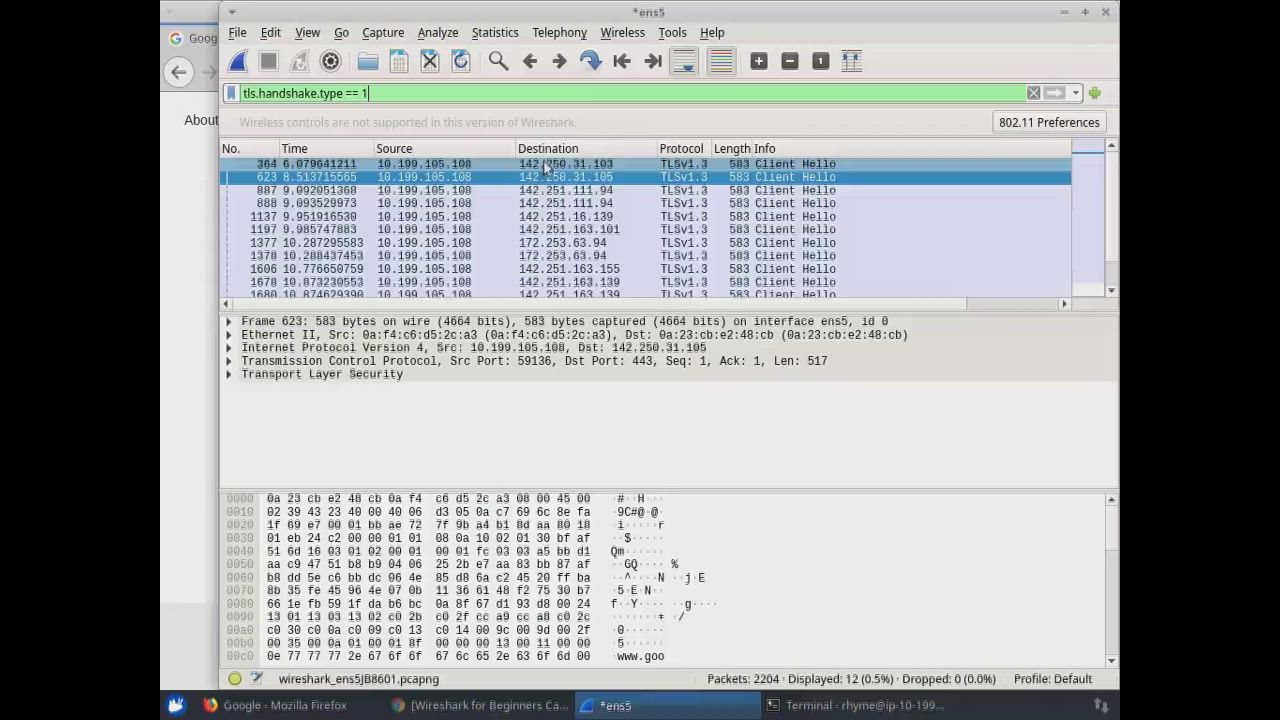 *ens5
Goog
File Edit View Go Capture Analyze Statistics Telephony Wireless Tools Help
tls.handshake.type == 1
About
Wireless controls are not supported in this version of Wireshark.
802.11 Preferences
No. Time Source Destination Protocol Length Info
364 6.079641211 10.199.105.108 142.250.31.103 TLSv1.3 583 Client Hello
623 8.513715565 10.199.105.108 142.250.31.105 TLSv1.3 583 Client Hello
887 9.092051368 10.199.105.108 142.251.111.94 TLSv1.3 583 Client Hello
888 9.093529973 10.199.105.108 142.251.111.94 TLSv1.3 583 Client Hello
1137 9.951916530 10.199.105.108 142.251.16.139 TLSv1.3 583 Client Hello
1197 9.985747883 10.199.105.108 142.251.163.101 TLSv1.3 583 Client Hello
1377 10.287295583 10.199.105.108 172.253.63.94 TLSv1.3 583 Client Hello
1378 10.288437453 10.199.105.108 172.253.63.94 TLSv1.3 583 Client Hello
1606 10.776650759 10.199.105.108 142.251.163.155 TLSv1.3 583 Client Hello
1678 10.873230553 10.199.105.108 142.251.163.139 TLSv1.3 583 Client Hello
1680 10.874629390 10.199.105.108 142.251.163.139 TLSv1.3 583 Client Hello
Frame 623: 583 bytes on wire (4664 bits), 583 bytes captured (4664 bits) on interface ens5, id 0
Ethernet II, Src: 0a:f4:c6:d5:2c:a3 (0a:f4:c6:d5:2c:a3), Dst: 0a:23:cb:e2:48:cb (0a:23:cb:e2:48:cb)
Internet Protocol Version 4, Src: 10.199.105.108, Dst: 142.250.31.105
Transmission Control Protocol, Src Port: 59136, Dst Port: 443, Seq: 1, Ack: 1, Len: 517
Transport Layer Security
0000 0a 23 cb e2 48 cb 0a f4 c6 d5 2c a3 08 00 45 00 ·#··H·
0010 02 39 43 23 40 00 40 06 d3 05 0a c7 69 6c 8e fa ·9C#@·@·
0020 1f 69 e7 00 01 bb ae 72 7f 9b a4 b1 8d aa 80 18 ·i·····r
0030 01 eb 24 c2 00 00 01 01 08 0a 10 02 01 30 bf af ··$·····
0040 51 6d 16 03 01 02 00 01 00 01 fc 03 03 a5 bb d1 Qm······
0050 aa c9 47 51 b8 b9 04 06 25 2b e7 aa 83 bb 87 af ··GQ···· %
0060 b8 dd 5e c6 bb dc 06 4e 85 d8 6a c2 45 20 ff ba ··^····N ··j·E
0070 8b 35 fe 45 96 4e 07 0b 11 36 61 48 f2 75 30 b7 ·5·E·N··
0080 66 1e fb 59 1f da b6 bc 0a 8f 67 d1 93 d8 00 24 f··Y···· ··g·····
0090 13 01 13 03 13 02 c0 2b c0 2f cc a9 cc a8 c0 2c ·······+ ·/
00a0 c0 30 c0 0a c0 09 c0 13 c0 14 00 9c 00 9d 00 2f ·0······
00b0 00 35 00 0a 01 00 01 8f 00 00 00 13 00 11 00 00 ·5······
00c0 0e 77 77 77 2e 67 6f 6f 67 6c 65 2e 63 6f 6d 00 ·www.goo
wireshark_ens5JB8601.pcapng Packets: 2204 · Displayed: 12 (0.5%) · Dropped: 0 (0.0%) Profile: Default
Google - Mozilla Firefox [Wireshark for Beginners Ca... *ens5 Terminal - rhyme@ip-10-199...